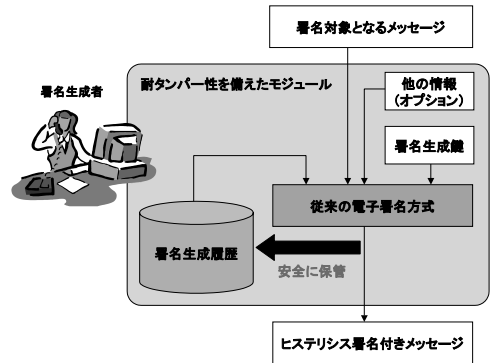 署名対象となるメッセージ
署名生成者
耐タンパー性を備えたモジュール
他の情報
(オプション)
署名生成鍵
従来の電子署名方式
署名生成履歴
安全に保管
ヒステリシス署名付きメッセージ